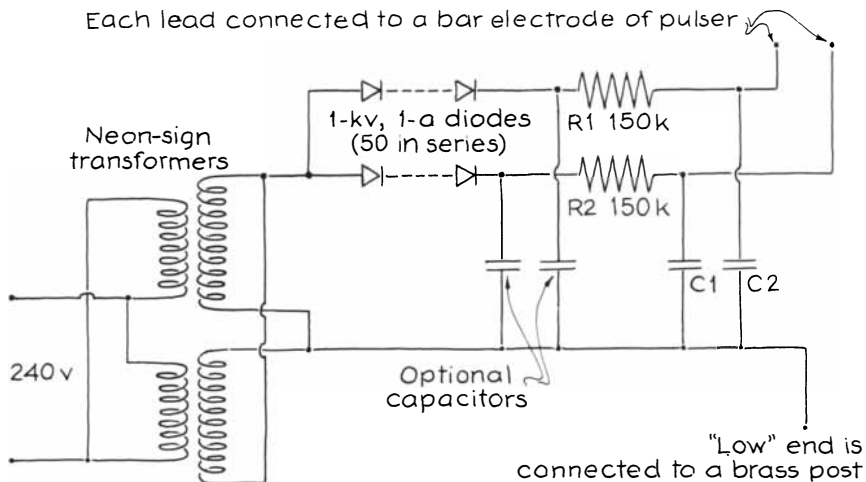 Each lead connected to a bar electrode of pulser
1-kv, 1-a diodes
(50 in series)
R1 150k
Neon-sign
transformers
R2 150k
C1
C2
240v
Optional
capacitors
"Low" end is
connected to a brass post